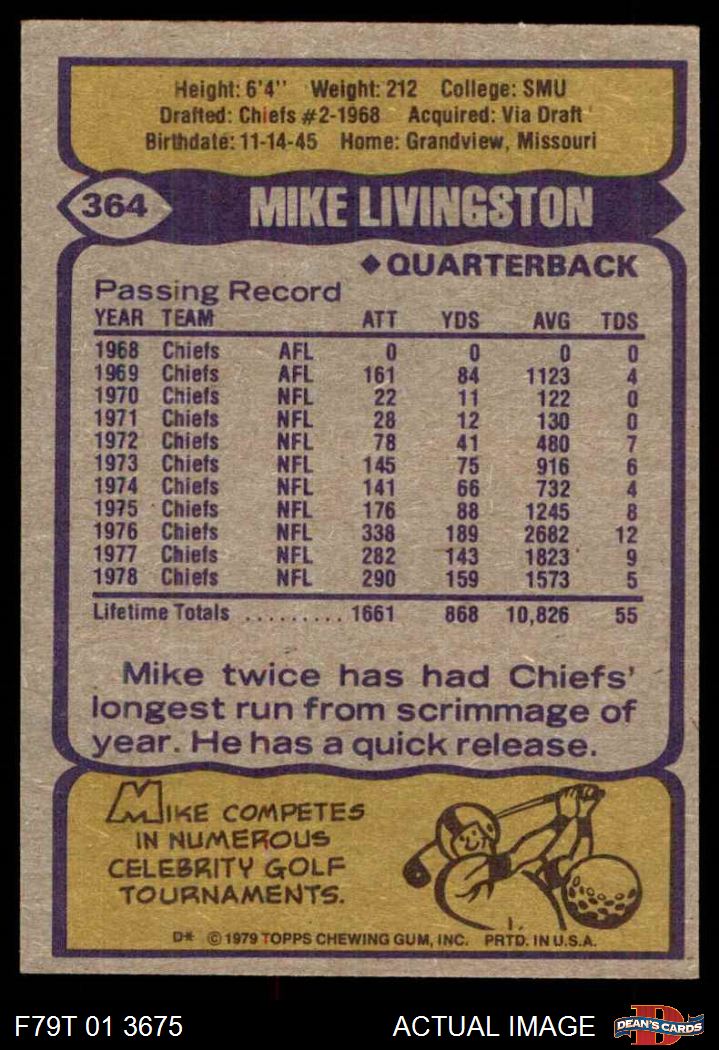 Height: 6'4" Weight: 212 College: SMU
Drafted: Chiefs #2-1968 Acquired: Via Draft
Birthdate: 11-14-45 Home: Grandview, Missouri
364 MIKE LIVINGSTON
◆QUARTERBACK
Passing Record
YEAR TEAM ATT YDS AVG TDS
1968 Chiefs AFL 0 0 0 0
1969 Chiefs AFL 161 84 1123 4
1970 Chiefs NFL 22 11 122 0
1971 Chiefs NFL 28 12 130 0
1972 Chiefs NFL 78 41 480 7
1973 Chiefs NFL 145 75 916 6
1974 Chiefs NFL 141 66 732 4
1975 Chiefs NFL 176 88 1245 8
1976 Chiefs NFL 338 189 2682 12
1977 Chiefs NFL 282 143 1823 9
1978 Chiefs NFL 290 159 1573 5
Lifetime Totals .......... 1661 868 10,826 55
Mike twice has had Chiefs'
longest run from scrimmage of
year. He has a quick release.
MIKE COMPETES
IN NUMEROUS
CELEBRITY GOLF
TOURNAMENTS.
D* © 1979 TOPPS CHEWING GUM, INC. PRTD. IN U.S.A.
F79T 01 3675 ACTUAL IMAGE D DEAN'S CARDS